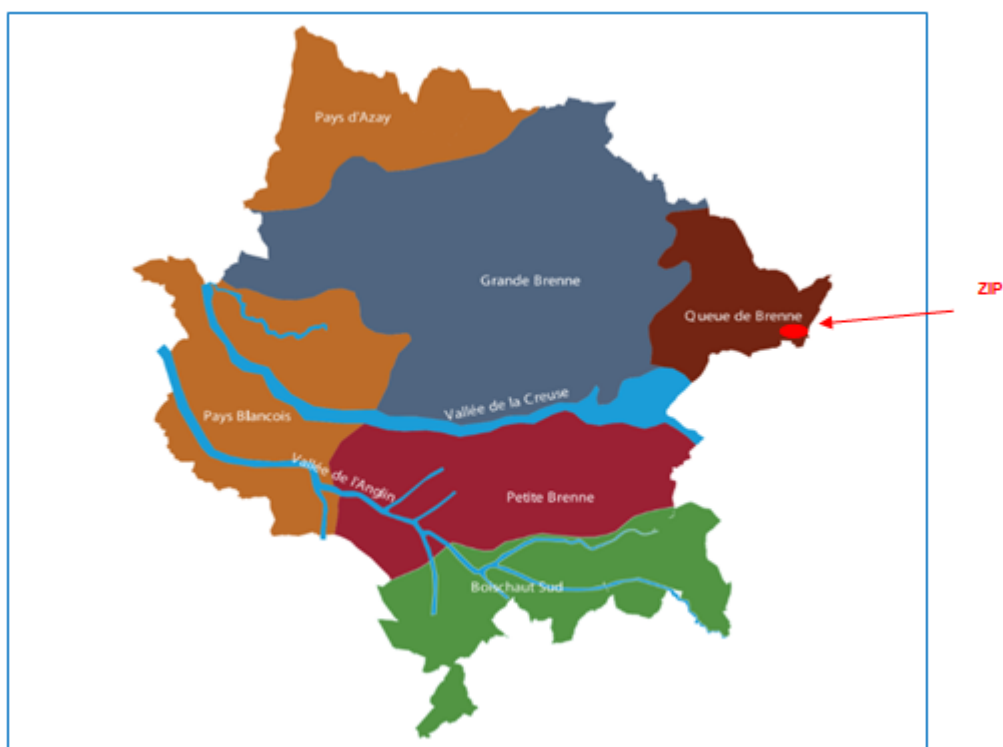 Pays d'Azay
Grande Brenne
ZIP
Queue de Brenne
Vallée de la Creuse
Pays Blancois
Vallée de l'Anglin
Petite Brenne
Boischaut Sud